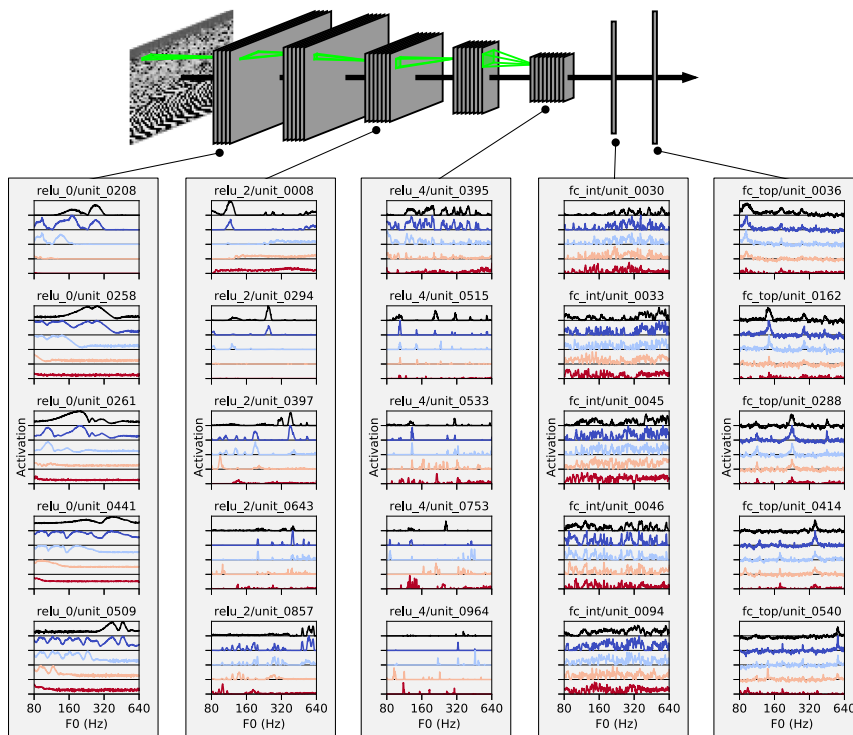 relu_0/unit_0208
relu_2/unit_0008
relu_4/unit_0395
fc_int/unit_0030
fc_top/unit_0036
relu_0/unit_0258
relu_2/unit_0294
relu_4/unit_0515
fc_int/unit_0033
fc_top/unit_0162
relu_0/unit_0261
relu_2/unit_0397
relu_4/unit_0533
fc_int/unit_0045
fc_top/unit_0288
Activation
Activation
Activation
Activation
Activation
relu_0/unit_0441
relu_2/unit_0643
relu_4/unit_0753
fc_int/unit_0046
fc_top/unit_0414
relu_0/unit_0509
relu_2/unit_0857
relu_4/unit_0964
fc_int/unit_0094
fc_top/unit_0540
80 160 320 640
80 160 320 640
80 160 320 640
80 160 320 640
80 160 320 640
F0 (Hz)
F0 (Hz)
F0 (Hz)
F0 (Hz)
F0 (Hz)